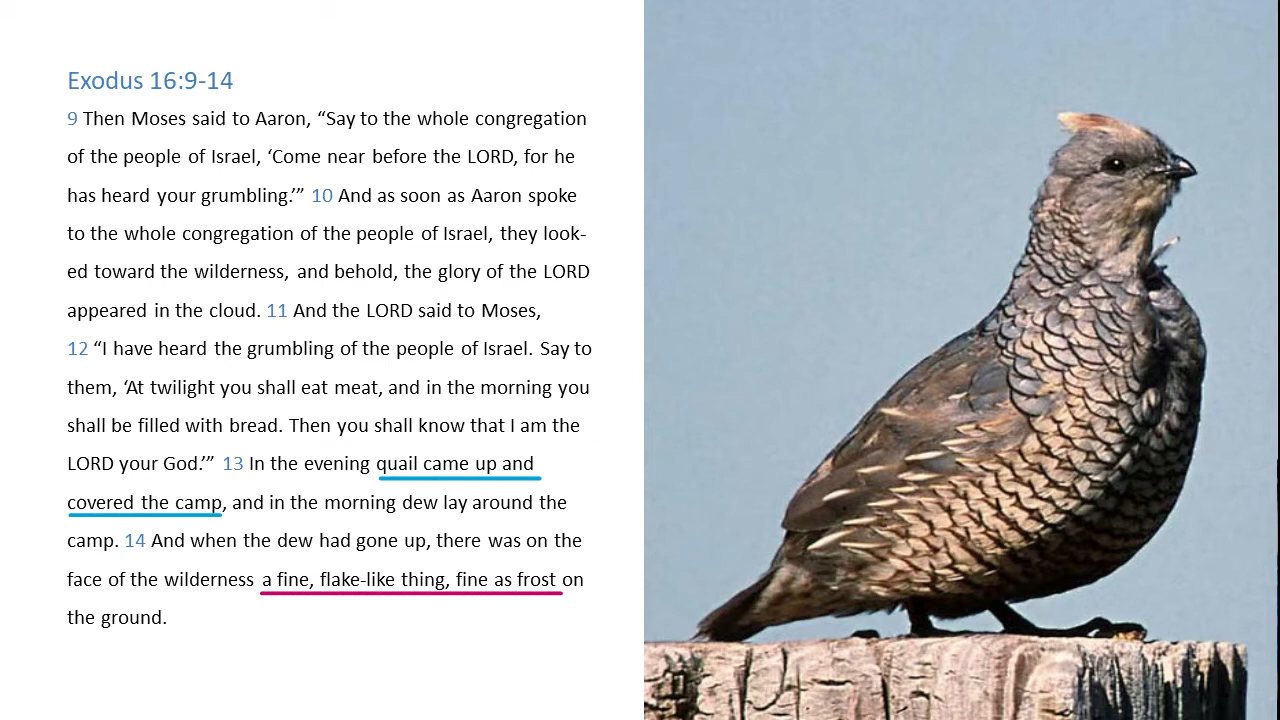 Exodus 16:9-14
9 Then Moses said to Aaron, “Say to the whole congregation
of the people of Israel, ‘Come near before the LORD, for he
has heard your grumbling.’” 10 And as soon as Aaron spoke
to the whole congregation of the people of Israel, they look-
ed toward the wilderness, and behold, the glory of the LORD
appeared in the cloud. 11 And the LORD said to Moses,
12 “I have heard the grumbling of the people of Israel. Say to
them, ‘At twilight you shall eat meat, and in the morning you
shall be filled with bread. Then you shall know that I am the
LORD your God.’” 13 In the evening quail came up and
covered the camp, and in the morning dew lay around the
camp. 14 And when the dew had gone up, there was on the
face of the wilderness a fine, flake-like thing, fine as frost on
the ground.